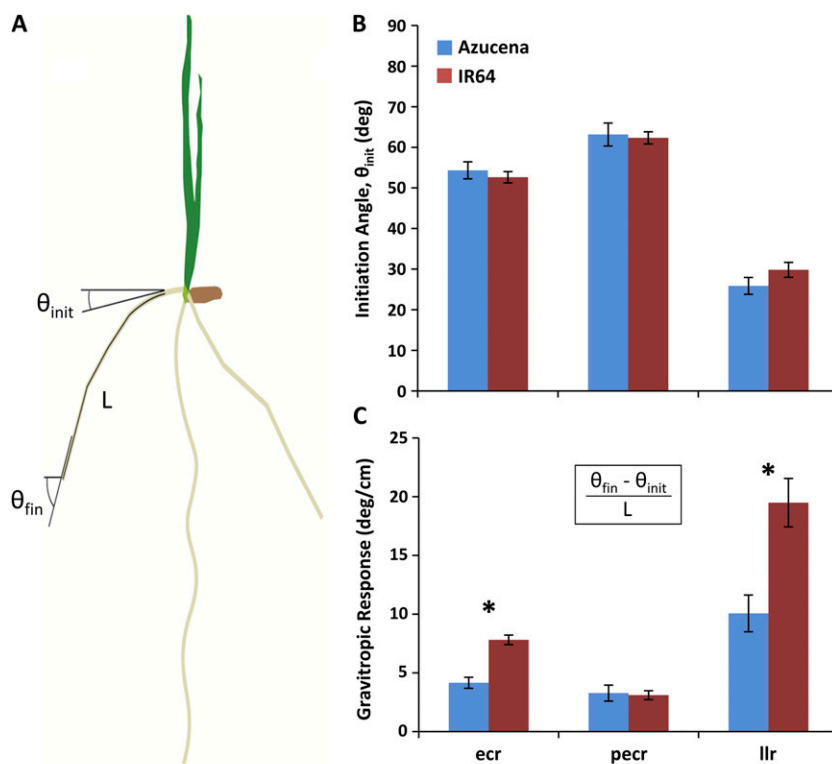 A
θinit
L
θfin
B
Initiation Angle, θinit (deg)
90
80
70
60
50
40
30
20
10
0
Azucena
IR64
C
Gravitropic Response (deg/cm)
25
20
15
10
5
0
*
θfin - θinit
L
*
ecr
pecr
llr